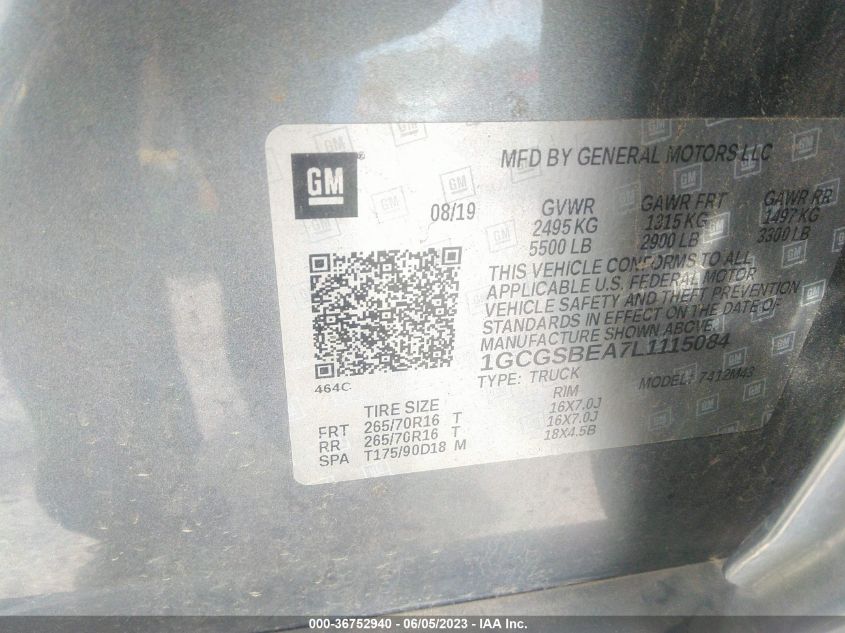 GM
MFD BY GENERAL MOTORS LLC
08/19 GVWR GAWR FRT GAWR RR
2495 KG 1315 KG 1497 KG
5500 LB 2900 LB 3300 LB
THIS VEHICLE CONFORMS TO ALL
APPLICABLE U.S. FEDERAL MOTOR
VEHICLE SAFETY AND THEFT PREVENTION
STANDARDS IN EFFECT ON THE DATE OF
MANUFACTURE SHOWN ABOVE.
1GCGSBEA7L1115084
464C TYPE: TRUCK MODEL: 7412M43
TIRE SIZE RIM
FRT 265/70R16 T 16X7.0J
RR 265/70R16 T 16X7.0J
SPA T175/90D18 M 18X4.5B
000-36752940 - 06/05/2023 - IAAI.com